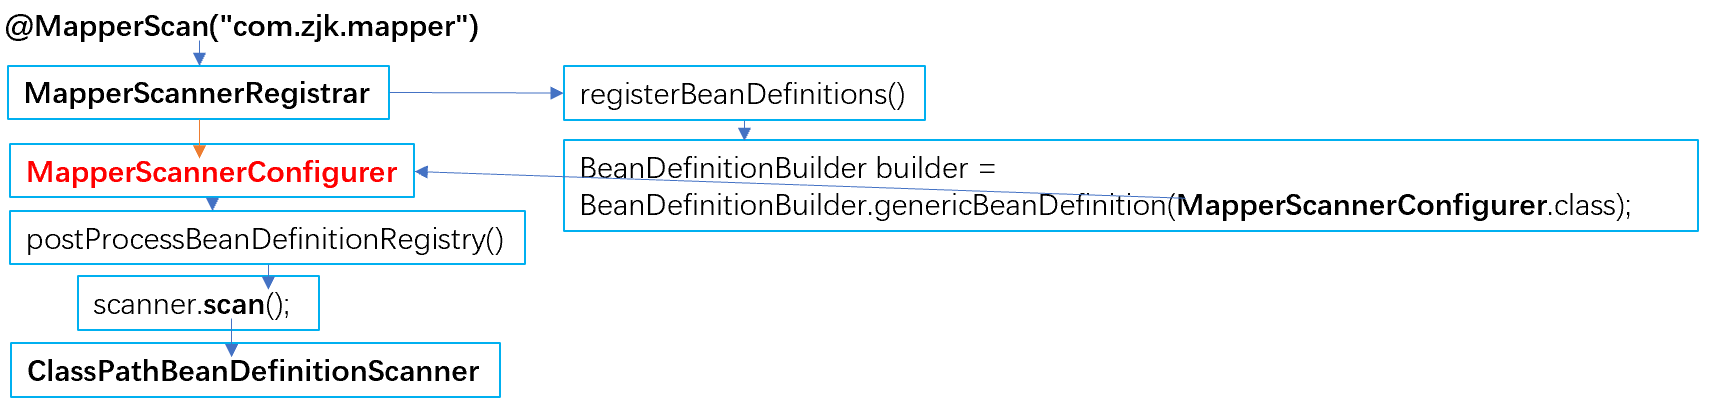 @MapperScan("com.zjk.mapper")
MapperScannerRegistrar
registerBeanDefinitions()
MapperScannerConfigurer
BeanDefinitionBuilder builder =
BeanDefinitionBuilder.genericBeanDefinition(MapperScannerConfigurer.class);
postProcessBeanDefinitionRegistry()
scanner.scan();
ClassPathBeanDefinitionScanner